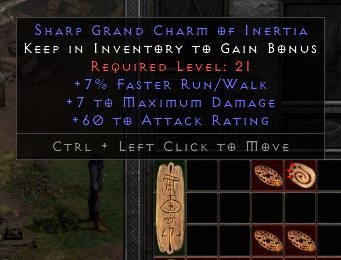 Sharp Grand Charm of Inertia
Keep in Inventory to Gain Bonus
Required Level: 21
+7% Faster Run/Walk
+7 to Maximum Damage
+60 to Attack Rating
Ctrl + Left Click to Move